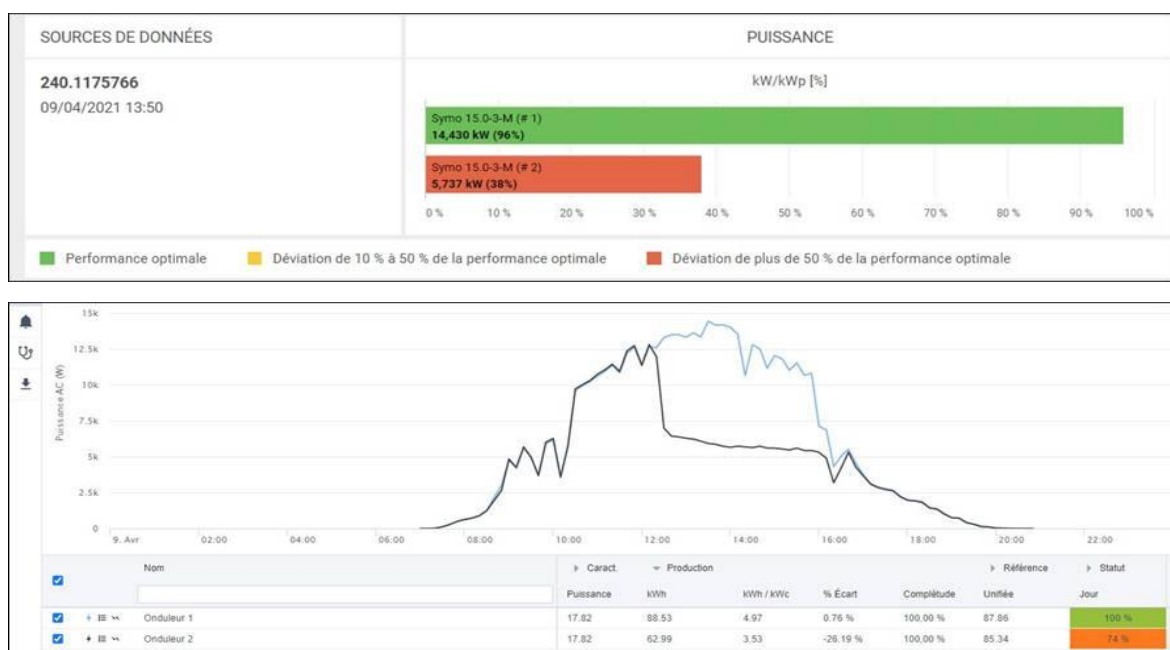 SOURCES DE DONNÉES
PUISSANCE
240.1175766
09/04/2021 13:50
kW/kWp [%]
Symo 15.0-3-M (# 1)
14,430 kW (96%)
Symo 15.0-3-M (# 2)
5,737 kW (38%)
0 % 10 % 20 % 30 % 40 % 50 % 60 % 70 % 80 % 90 % 100 %
Performance optimale Déviation de 10 % à 50 % de la performance optimale Déviation de plus de 50 % de la performance optimale
Puissance AC (W)
15k
12.5k
10k
7.5k
5k
2.5k
0
9. Avr 02:00 04:00 06:00 08:00 10:00 12:00 14:00 16:00 18:00 20:00 22:00
Nom Caract. Production Référence Statut
Puissance kWh kWh / kWc % Écart Complétude Unifiée Jour
Onduleur 1 17.82 88.53 4.97 0.76 % 100,00 % 87.86 100 %
Onduleur 2 17.82 62.99 3.53 -26.19 % 100,00 % 85.34 74 %